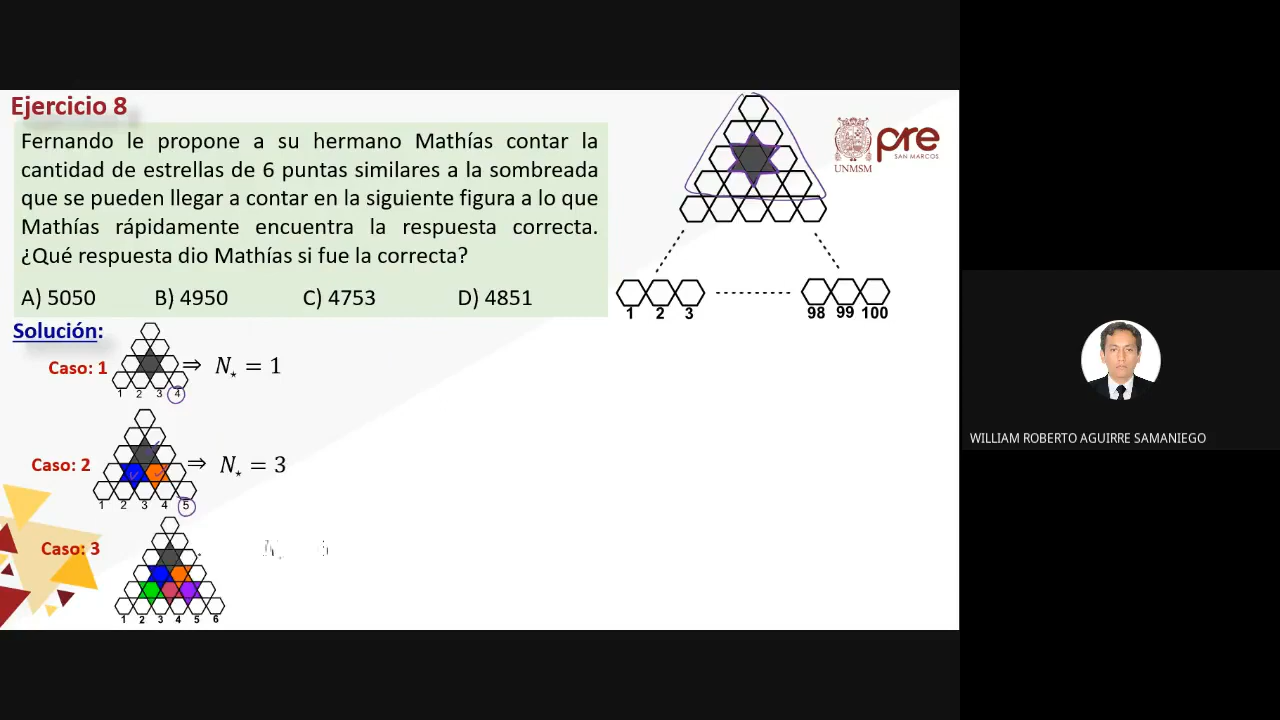 Ejercicio 8
Fernando le propone a su hermano Mathías contar la
cantidad de estrellas de 6 puntas similares a la sombreada
que se pueden llegar a contar en la siguiente figura a lo que
Mathías rápidamente encuentra la respuesta correcta.
¿Qué respuesta dio Mathías si fue la correcta?
A) 5050 B) 4950 C) 4753 D) 4851
UNMSM
pre
SAN MARCOS
1 2 3 98 99 100
Solución:
Caso: 1 ⇒ N⋆ = 1
1 2 3 4
Caso: 2 ⇒ N⋆ = 3
1 2 3 4 5
Caso: 3
1 2 3 4 5 6
WILLIAM ROBERTO AGUIRRE SAMANIEGO